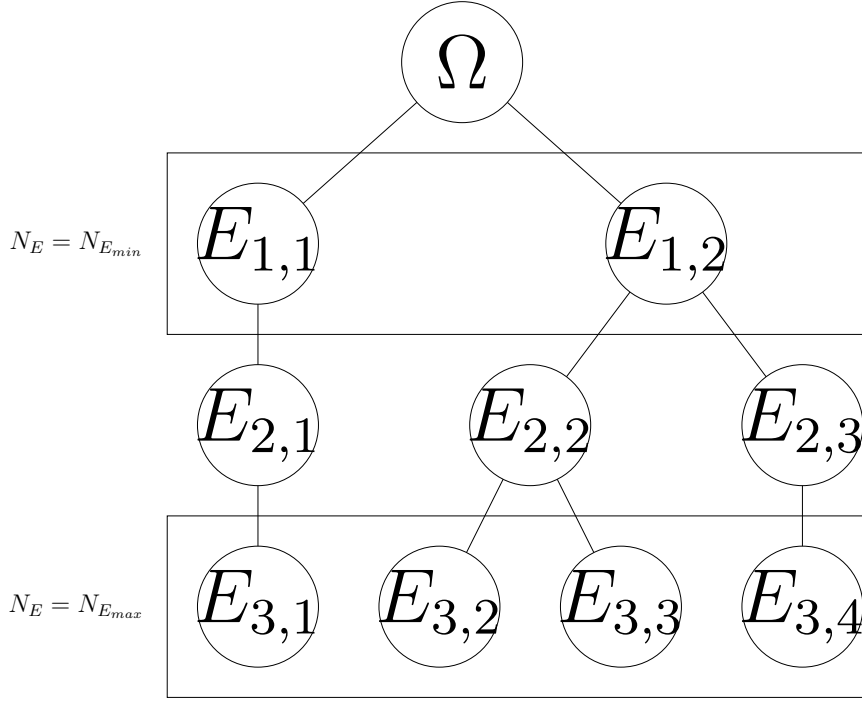 Ω
N_E = N_{E_{min}}
E_{1,1} E_{1,2}
E_{2,1} E_{2,2} E_{2,3}
N_E = N_{E_{max}}
E_{3,1} E_{3,2} E_{3,3} E_{3,4}